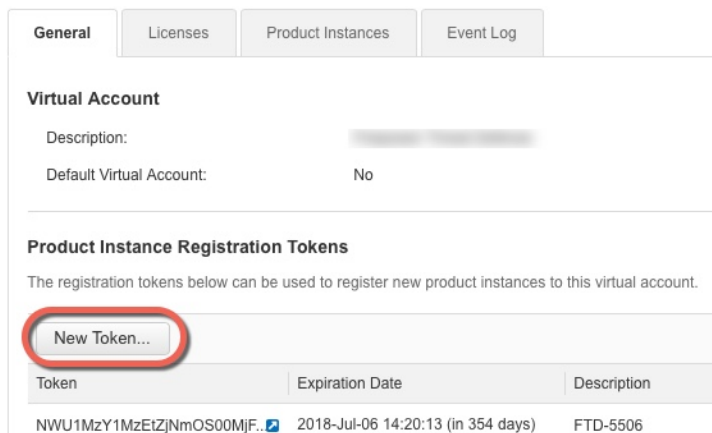 General Licenses Product Instances Event Log
Virtual Account
Description:
Default Virtual Account: No
Product Instance Registration Tokens
The registration tokens below can be used to register new product instances to this virtual account.
New Token...
Token Expiration Date Description
NWU1MzY1MzEtZjNmOS00MjF.. 2018-Jul-06 14:20:13 (in 354 days) FTD-5506